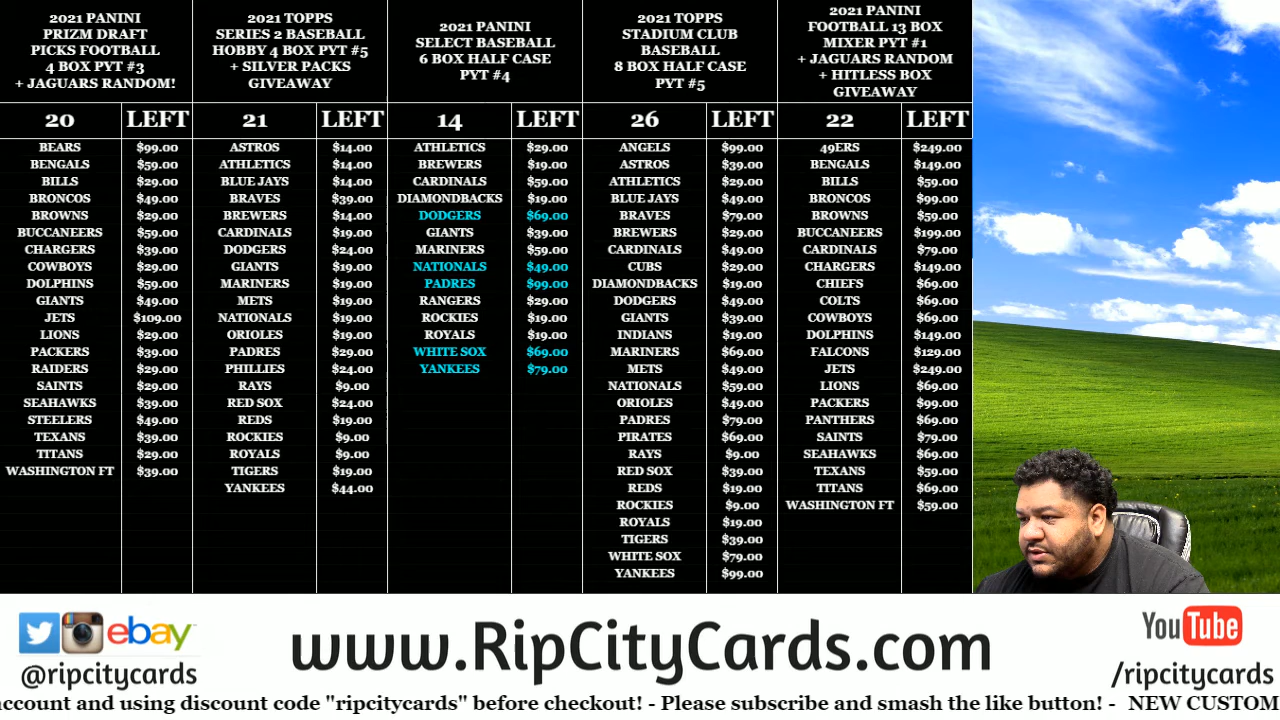 2021 PANINI
PRIZM DRAFT
PICKS FOOTBALL
4 BOX PYT #3
+ JAGUARS RANDOM!
20 LEFT
BEARS $99.00
BENGALS $59.00
BILLS $29.00
BRONCOS $49.00
BROWNS $29.00
BUCCANEERS $59.00
CHARGERS $39.00
COWBOYS $29.00
DOLPHINS $59.00
GIANTS $49.00
JETS $109.00
LIONS $29.00
PACKERS $39.00
RAIDERS $29.00
SAINTS $29.00
SEAHAWKS $39.00
STEELERS $49.00
TEXANS $39.00
TITANS $29.00
WASHINGTON FT $39.00
2021 TOPPS
SERIES 2 BASEBALL
HOBBY 4 BOX PYT #5
+ SILVER PACKS
GIVEAWAY
21 LEFT
ASTROS $14.00
ATHLETICS $14.00
BLUE JAYS $14.00
BRAVES $39.00
BREWERS $14.00
CARDINALS $19.00
DODGERS $24.00
GIANTS $19.00
MARINERS $19.00
METS $19.00
NATIONALS $19.00
ORIOLES $19.00
PADRES $29.00
PHILLIES $24.00
RAYS $9.00
RED SOX $24.00
REDS $19.00
ROCKIES $9.00
ROYALS $9.00
TIGERS $19.00
YANKEES $44.00
2021 PANINI
SELECT BASEBALL
6 BOX HALF CASE
PYT #4
14 LEFT
ATHLETICS $29.00
BREWERS $19.00
CARDINALS $59.00
DIAMONDBACKS $19.00
DODGERS $69.00
GIANTS $39.00
MARINERS $59.00
NATIONALS $49.00
PADRES $99.00
RANGERS $29.00
ROCKIES $19.00
ROYALS $19.00
WHITE SOX $69.00
YANKEES $79.00
2021 TOPPS
STADIUM CLUB
BASEBALL
8 BOX HALF CASE
PYT #5
26 LEFT
ANGELS $99.00
ASTROS $39.00
ATHLETICS $29.00
BLUE JAYS $49.00
BRAVES $79.00
BREWERS $29.00
CARDINALS $49.00
CUBS $29.00
DIAMONDBACKS $19.00
DODGERS $49.00
GIANTS $39.00
INDIANS $19.00
MARINERS $69.00
METS $49.00
NATIONALS $59.00
ORIOLES $49.00
PADRES $79.00
PIRATES $69.00
RAYS $9.00
RED SOX $39.00
REDS $19.00
ROCKIES $9.00
ROYALS $19.00
TIGERS $39.00
WHITE SOX $79.00
YANKEES $99.00
2021 PANINI
FOOTBALL 13 BOX
MIXER PYT #1
+ JAGUARS RANDOM
+ HITLESS BOX
GIVEAWAY
22 LEFT
49ERS $249.00
BENGALS $149.00
BILLS $59.00
BRONCOS $99.00
BROWNS $59.00
BUCCANEERS $199.00
CARDINALS $79.00
CHARGERS $149.00
CHIEFS $69.00
COLTS $69.00
COWBOYS $69.00
DOLPHINS $149.00
FALCONS $129.00
JETS $249.00
LIONS $69.00
PACKERS $99.00
PANTHERS $69.00
SAINTS $79.00
SEAHAWKS $69.00
TEXANS $59.00
TITANS $69.00
WASHINGTON FT $59.00
ebay
@ripcitycards
www.RipCityCards.com
YouTube
/ripcitycards
account and using discount code "ripcitycards" before checkout! - Please subscribe and smash the like button! - NEW CUSTOM